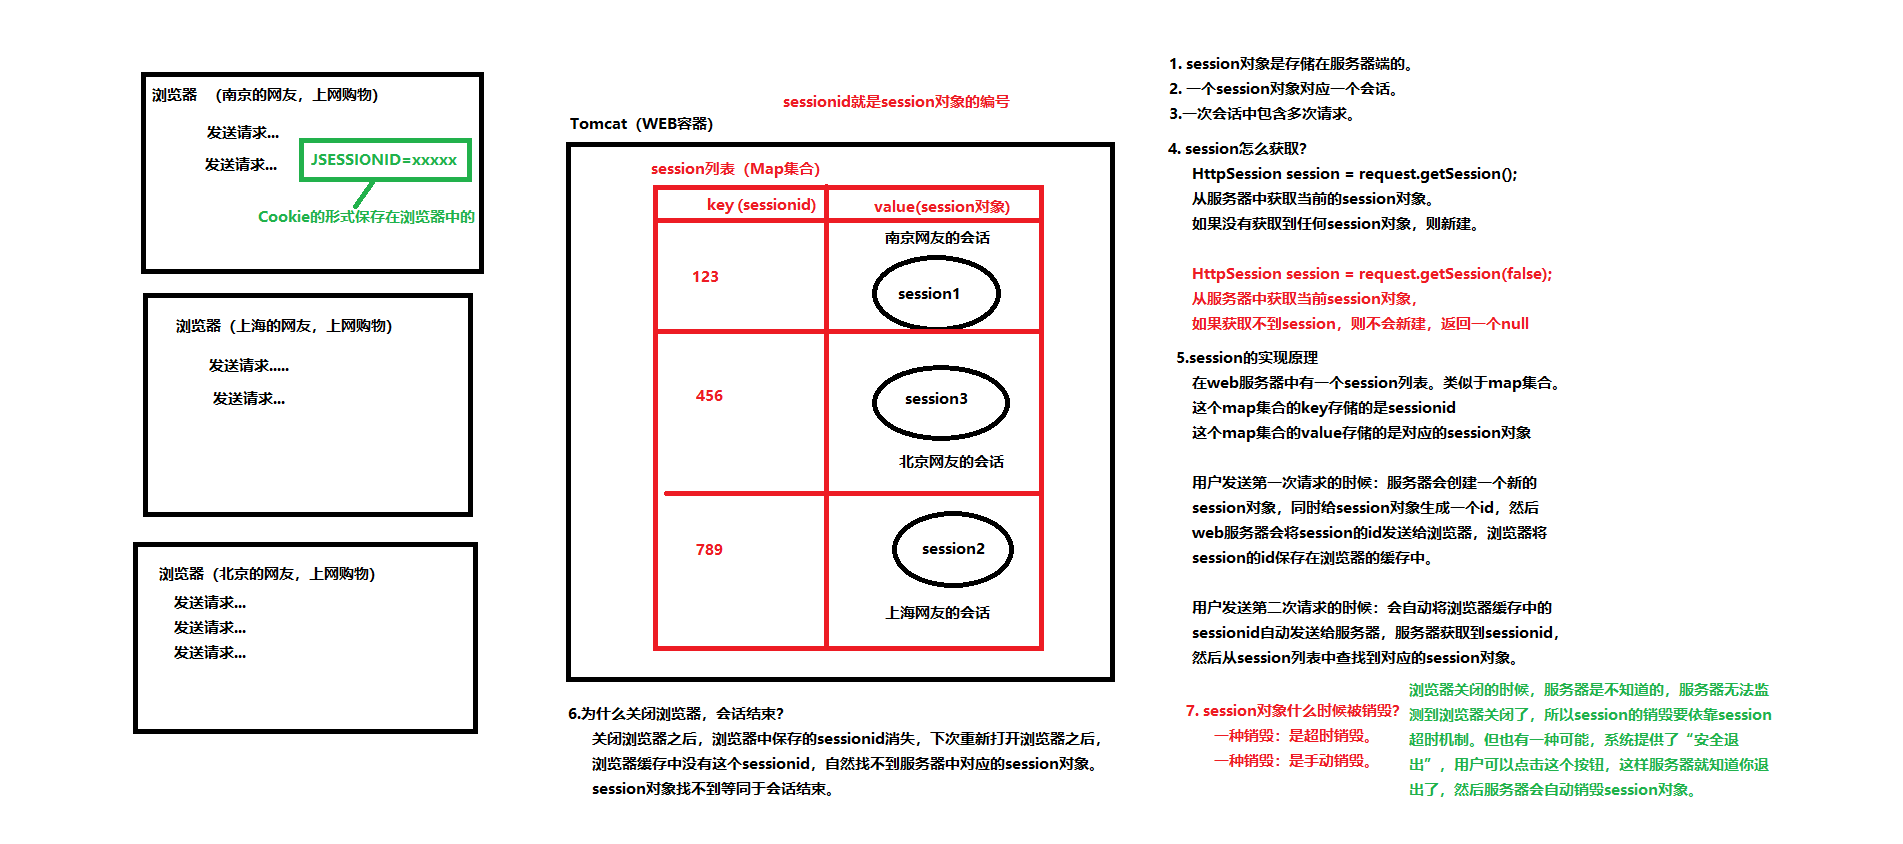 浏览器 （南京的网友，上网购物）
发送请求...
发送请求...
JSESSIONID=xxxxx
Cookie的形式保存在浏览器中的
浏览器（上海的网友，上网购物）
发送请求.....
发送请求...
浏览器（北京的网友，上网购物）
发送请求...
发送请求...
发送请求...
sessionid就是session对象的编号
Tomcat（WEB容器）
session列表（Map集合）
key (sessionid)
value(session对象)
南京网友的会话
123
session1
456
session3
北京网友的会话
789
session2
上海网友的会话
6.为什么关闭浏览器，会话结束？
关闭浏览器之后，浏览器中保存的sessionid消失，下次重新打开浏览器之后，
浏览器缓存中没有这个sessionid，自然找不到服务器中对应的session对象。
session对象找不到等同于会话结束。
1. session对象是存储在服务器端的。
2. 一个session对象对应一个会话。
3.一次会话中包含多次请求。
4. session怎么获取？
HttpSession session = request.getSession();
从服务器中获取当前的session对象。
如果没有获取到任何session对象，则新建。
HttpSession session = request.getSession(false);
从服务器中获取当前session对象，
如果获取不到session，则不会新建，返回一个null
5.session的实现原理
在web服务器中有一个session列表。类似于map集合。
这个map集合的key存储的是sessionid
这个map集合的value存储的是对应的session对象
用户发送第一次请求的时候：服务器会创建一个新的
session对象，同时给session对象生成一个id，然后
web服务器会将session的id发送给浏览器，浏览器将
session的id保存在浏览器的缓存中。
用户发送第二次请求的时候：会自动将浏览器缓存中的
sessionid自动发送给服务器，服务器获取到sessionid，
然后从session列表中查找到对应的session对象。
7. session对象什么时候被销毁？
一种销毁：是超时销毁。
一种销毁：是手动销毁。
浏览器关闭的时候，服务器是不知道的，服务器无法监
测到浏览器关闭了，所以session的销毁要依靠session
超时机制。但也有一种可能，系统提供了“安全退
出”，用户可以点击这个按钮，这样服务器就知道你退
出了，然后服务器会自动销毁session对象。